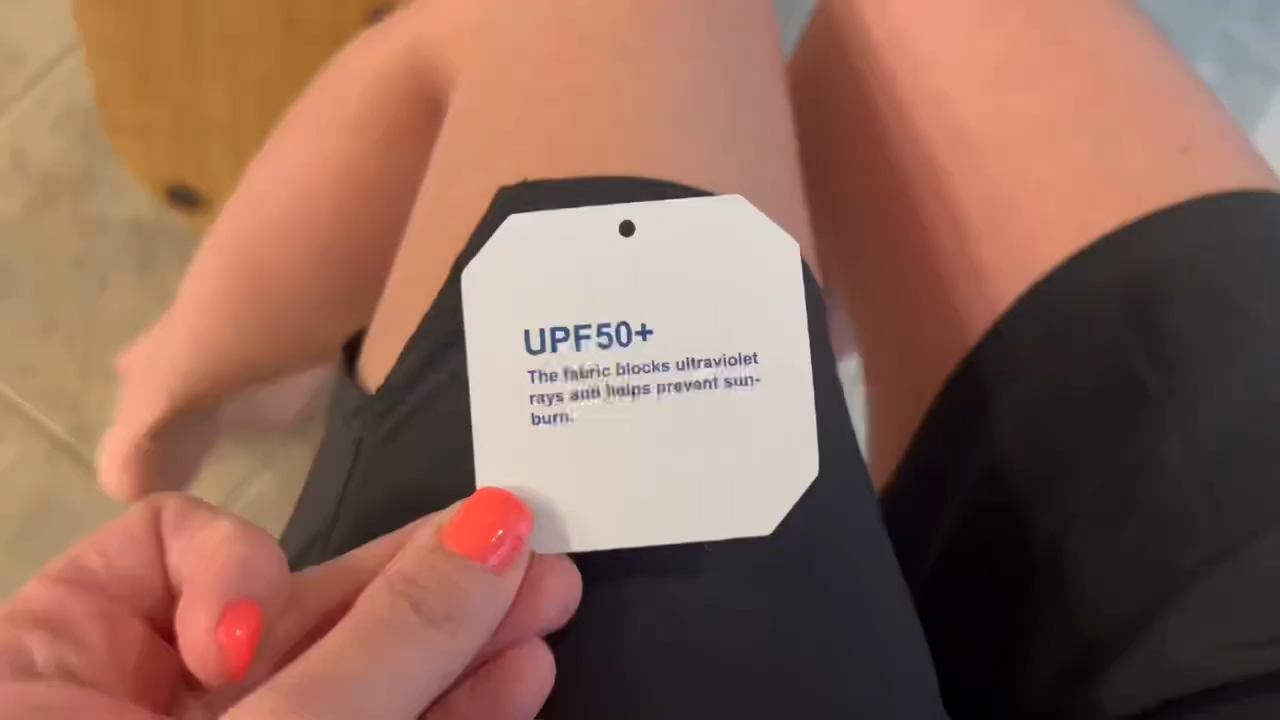 UPF50+
The fabric blocks ultraviolet
rays and helps prevent sun-
burn.